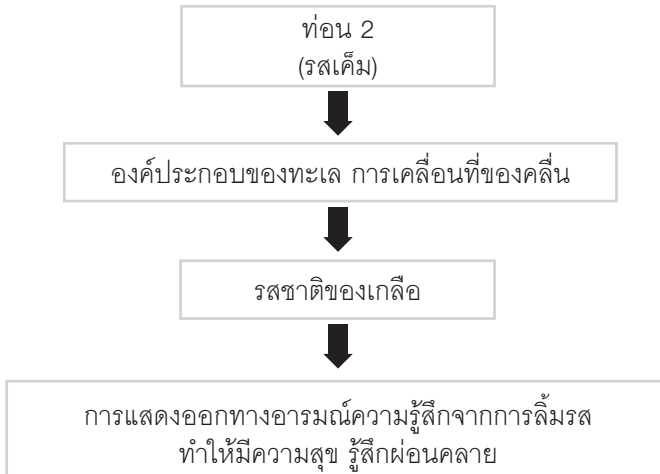 ท่อน 2
(รสเค็ม)
องค์ประกอบของทะเล การเคลื่อนที่ของคลื่น
รสชาติของเกลือ
การแสดงออกทางอารมณ์ความรู้สึกจากการลิ้มรส
ทำให้มีความสุข รู้สึกผ่อนคลาย